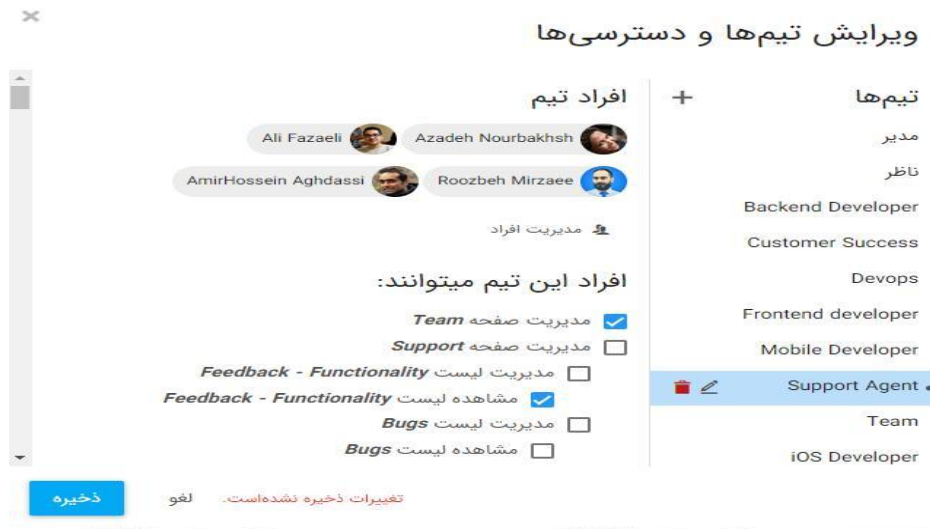 ویرایش تیم‌ها و دسترسی‌ها
تیم‌ها
مدیر
ناظر
Backend Developer
Customer Success
Devops
Frontend developer
Mobile Developer
Support Agent
Team
iOS Developer
افراد تیم
Azadeh Nourbakhsh
Ali Fazaeli
Roozbeh Mirzaee
AmirHossein Aghdassi
مدیریت افراد
افراد این تیم میتوانند:
مدیریت صفحه Team
مدیریت صفحه Support
مدیریت لیست Feedback - Functionality
مشاهده لیست Feedback - Functionality
مدیریت لیست Bugs
مشاهده لیست Bugs
تغییرات ذخیره نشده‌است.
لغو
ذخیره